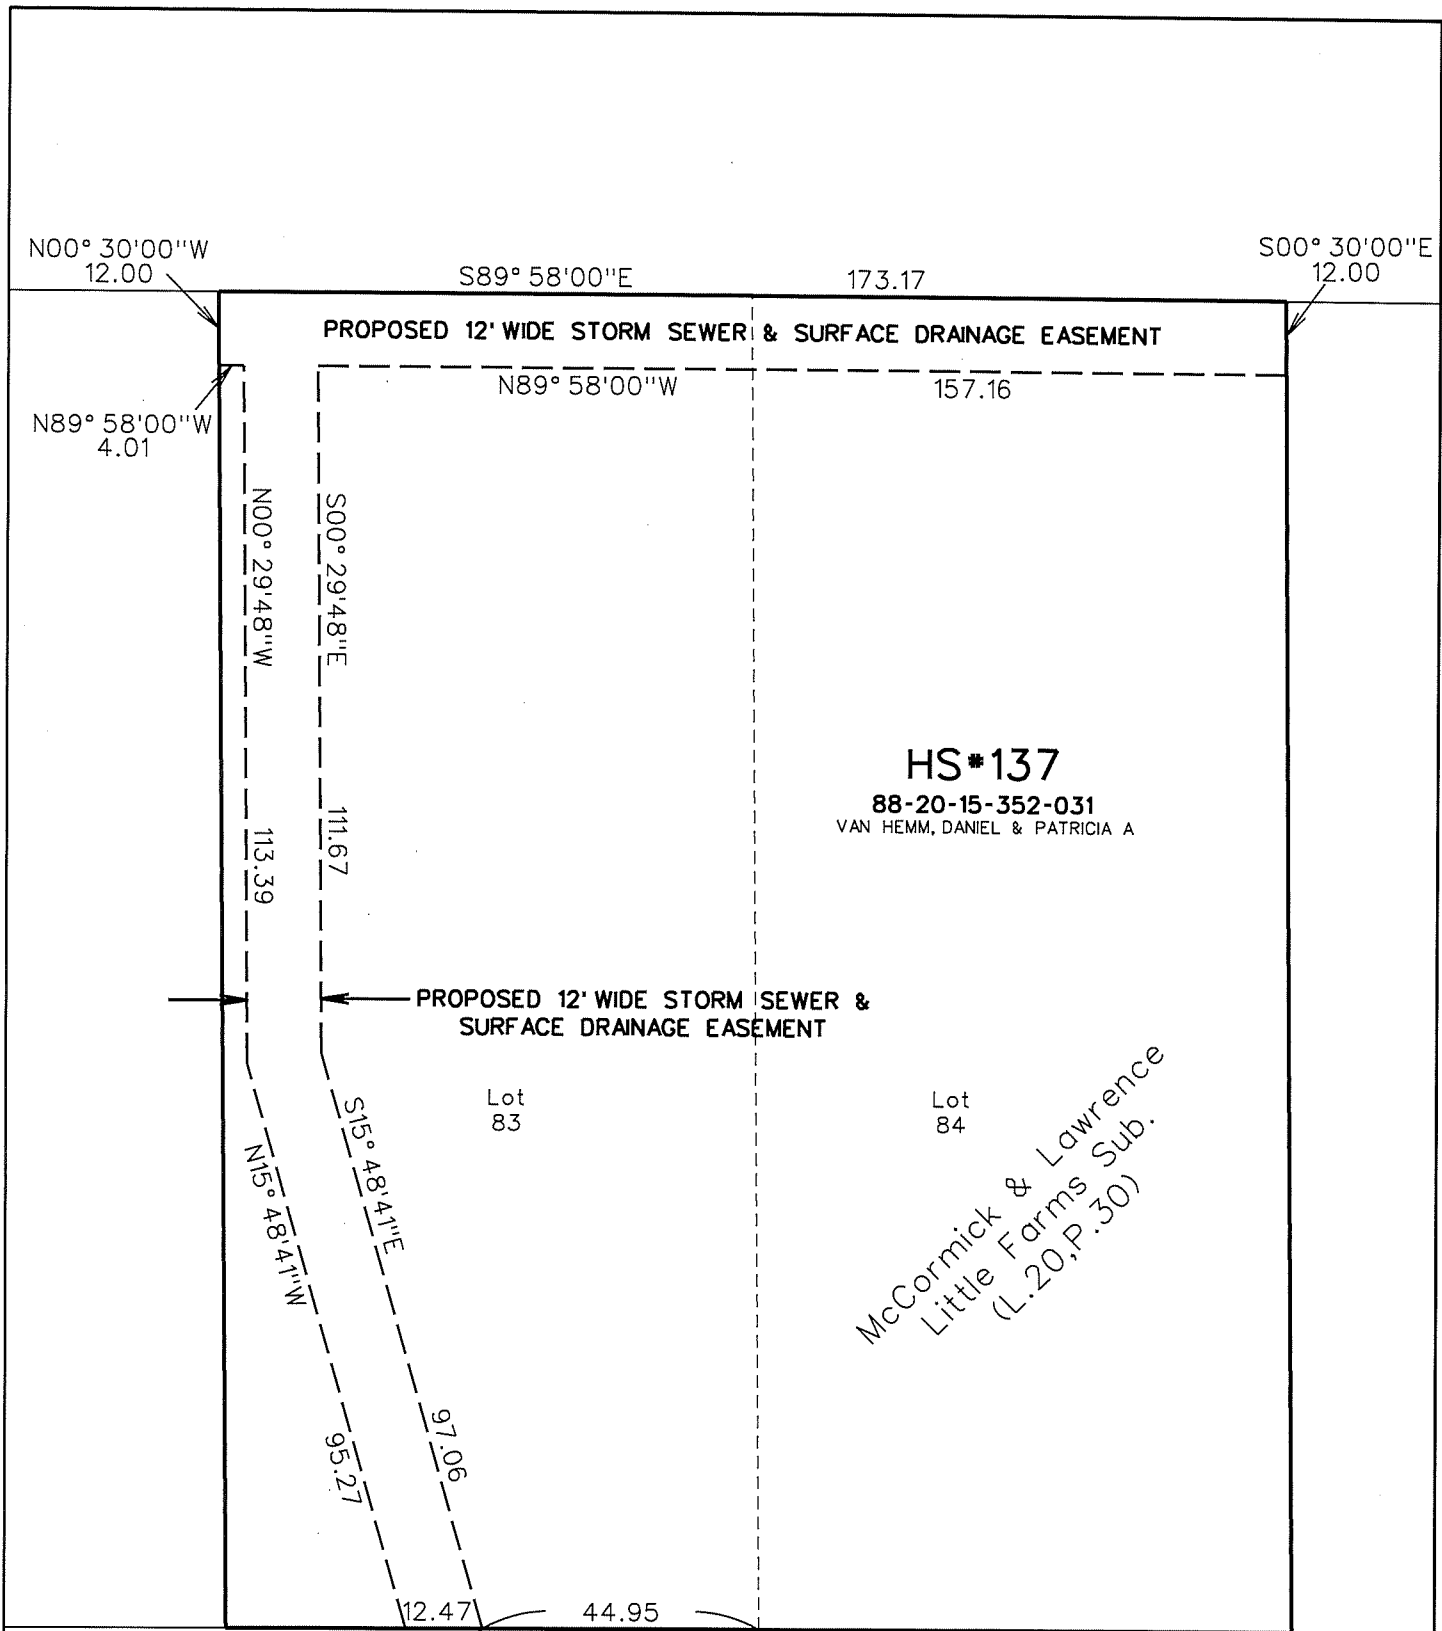 N00° 30'00"W
12.00
S89° 58'00"E 173.17
S00° 30'00"E
12.00
PROPOSED 12' WIDE STORM SEWER & SURFACE DRAINAGE EASEMENT
N89° 58'00"W 157.16
N89° 58'00"W
4.01
N00° 29'48"W 113.39
S00° 29'48"E 111.67
HS#137
88-20-15-352-031
VAN HEMM, DANIEL & PATRICIA A
PROPOSED 12' WIDE STORM SEWER &
SURFACE DRAINAGE EASEMENT
Lot
83
Lot
84
McCormick & Lawrence
Little Farms Sub.
(L.20,P.30)
N15° 48'41"W 95.27
S15° 48'41"E 97.06
12.47 44.95